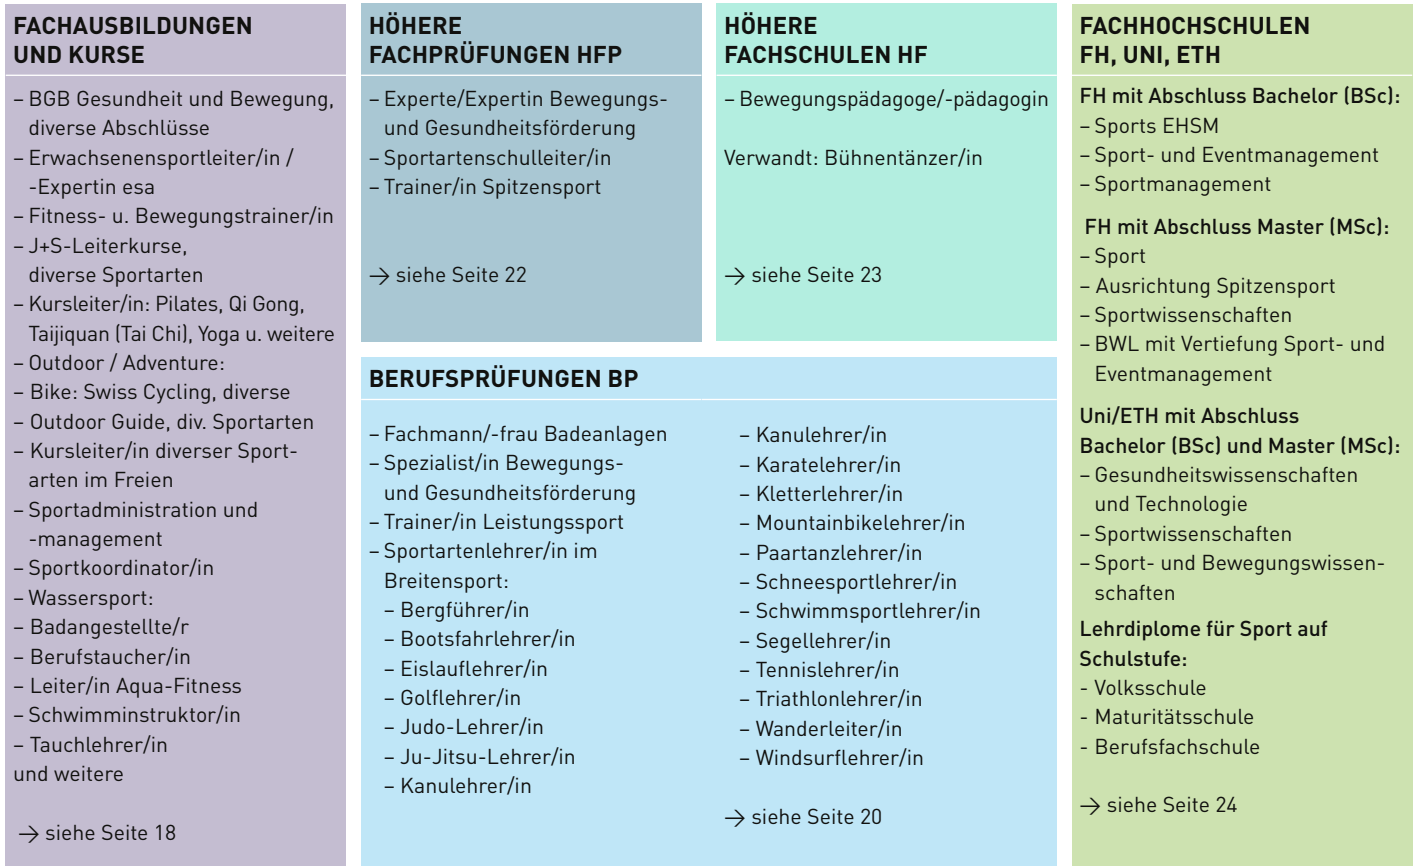 FACHAUSBILDUNGEN
UND KURSE
– BGB Gesundheit und Bewegung,
diverse Abschlüsse
– Erwachsenensportleiter/in /
-Expertin esa
– Fitness- u. Bewegungstrainer/in
– J+S-Leiterkurse,
diverse Sportarten
– Kursleiter/in: Pilates, Qi Gong,
Taijiquan (Tai Chi), Yoga u. weitere
– Outdoor / Adventure:
– Bike: Swiss Cycling, diverse
– Outdoor Guide, div. Sportarten
– Kursleiter/in diverser Sport-
arten im Freien
– Sportadministration und
-management
– Sportkoordinator/in
– Wassersport:
– Badangestellte/r
– Berufstaucher/in
– Leiter/in Aqua-Fitness
– Schwimminstruktor/in
– Tauchlehrer/in
und weitere
→ siehe Seite 18
HÖHERE
FACHPRÜFUNGEN HFP
– Experte/Expertin Bewegungs-
und Gesundheitsförderung
– Sportartenschulleiter/in
– Trainer/in Spitzensport
→ siehe Seite 22
HÖHERE
FACHSCHULEN HF
– Bewegungspädagoge/-pädagogin
Verwandt: Bühnentänzer/in
→ siehe Seite 23
BERUFSPRÜFUNGEN BP
– Fachmann/-frau Badeanlagen
– Spezialist/in Bewegungs-
und Gesundheitsförderung
– Trainer/in Leistungssport
– Sportartenlehrer/in im
Breitensport:
– Bergführer/in
– Bootsfahrlehrer/in
– Eislauflehrer/in
– Golflehrer/in
– Judo-Lehrer/in
– Ju-Jitsu-Lehrer/in
– Kanulehrer/in
– Kanulehrer/in
– Karatelehrer/in
– Kletterlehrer/in
– Mountainbikelehrer/in
– Paartanzlehrer/in
– Schneesportlehrer/in
– Schwimmsportlehrer/in
– Segellehrer/in
– Tennislehrer/in
– Triathlonlehrer/in
– Wanderleiter/in
– Windsurflehrer/in
→ siehe Seite 20
FACHHOCHSCHULEN
FH, UNI, ETH
FH mit Abschluss Bachelor (BSc):
– Sports EHSM
– Sport- und Eventmanagement
– Sportmanagement
FH mit Abschluss Master (MSc):
– Sport
– Ausrichtung Spitzensport
– Sportwissenschaften
– BWL mit Vertiefung Sport- und
Eventmanagement
Uni/ETH mit Abschluss
Bachelor (BSc) und Master (MSc):
– Gesundheitswissenschaften
und Technologie
– Sportwissenschaften
– Sport- und Bewegungswissen-
schaften
Lehrdiplome für Sport auf
Schulstufe:
- Volksschule
- Maturitätsschule
- Berufsfachschule
→ siehe Seite 24